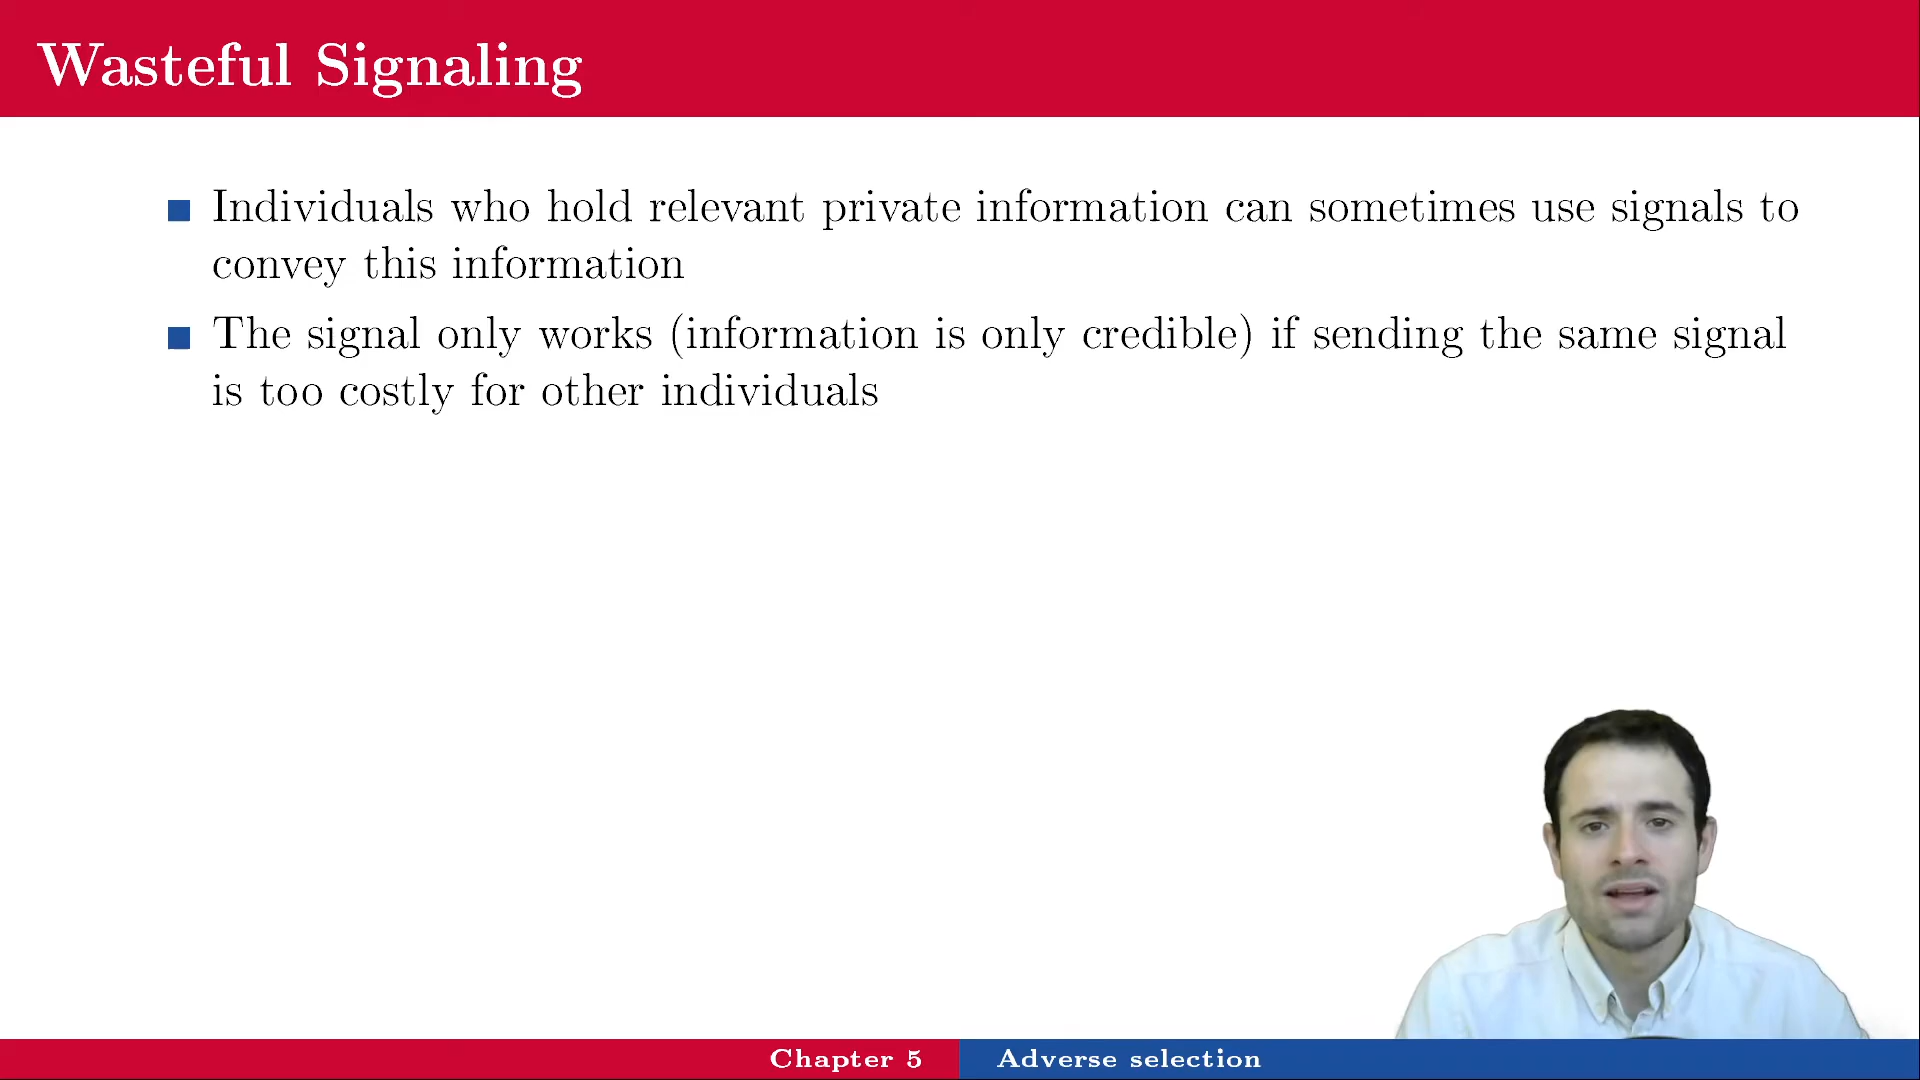 Wasteful Signaling
Individuals who hold relevant private information can sometimes use signals to
convey this information
The signal only works (information is only credible) if sending the same signal
is too costly for other individuals
Chapter 5
Adverse selection